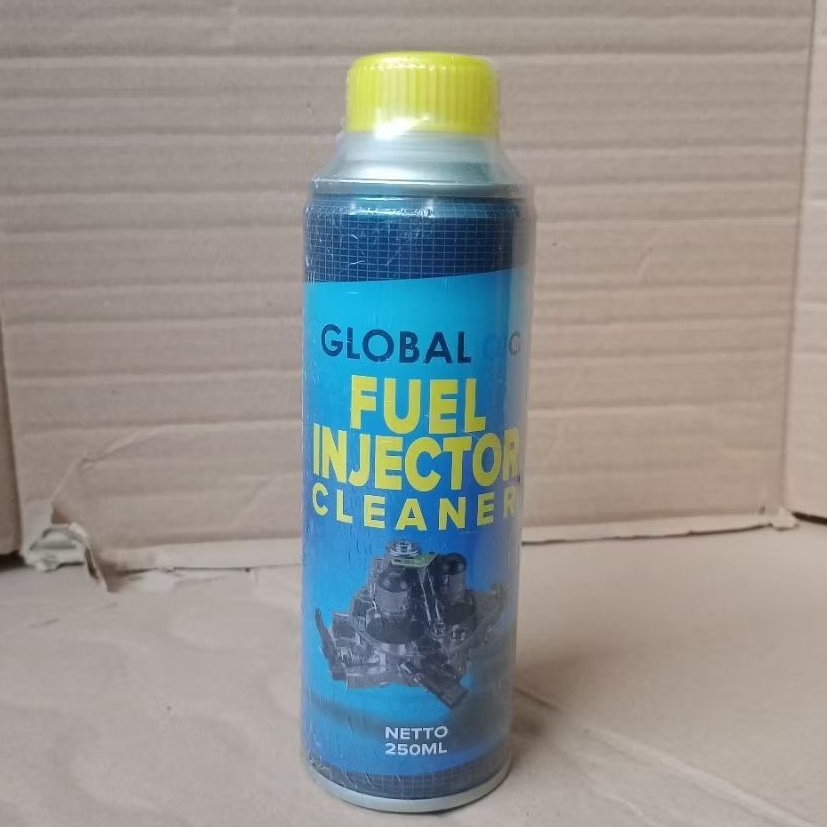 GLOBAL
FUEL
INJECTOR
CLEANER
NETTO
250ML